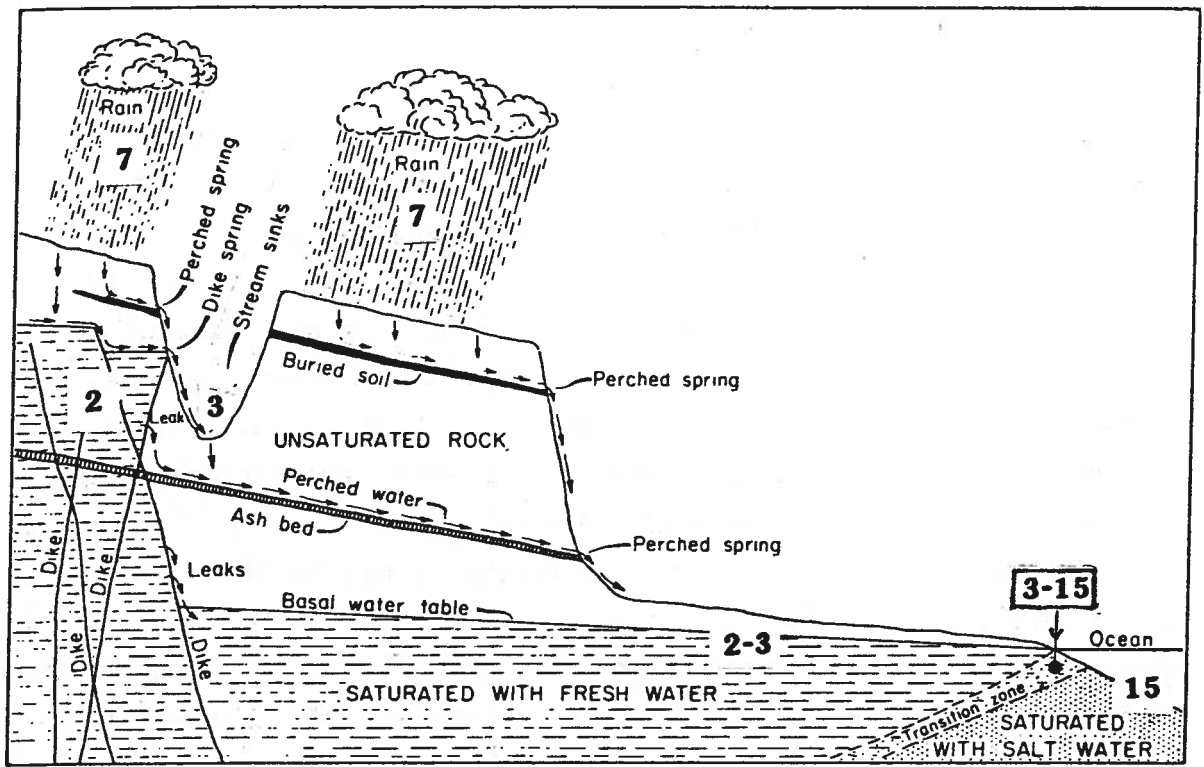 Rain
7
Rain
7
Perched spring
Dike spring
Stream sinks
Buried soil
Perched spring
2
3
Leak
UNSATURATED ROCK
Perched water
Ash bed
Perched spring
Dike
Dike
Leaks
3-15
Basal water table
Ocean
2-3
Dike
Dike
SATURATED WITH FRESH WATER
Transition zone
15
SATURATED
WITH SALT WATER